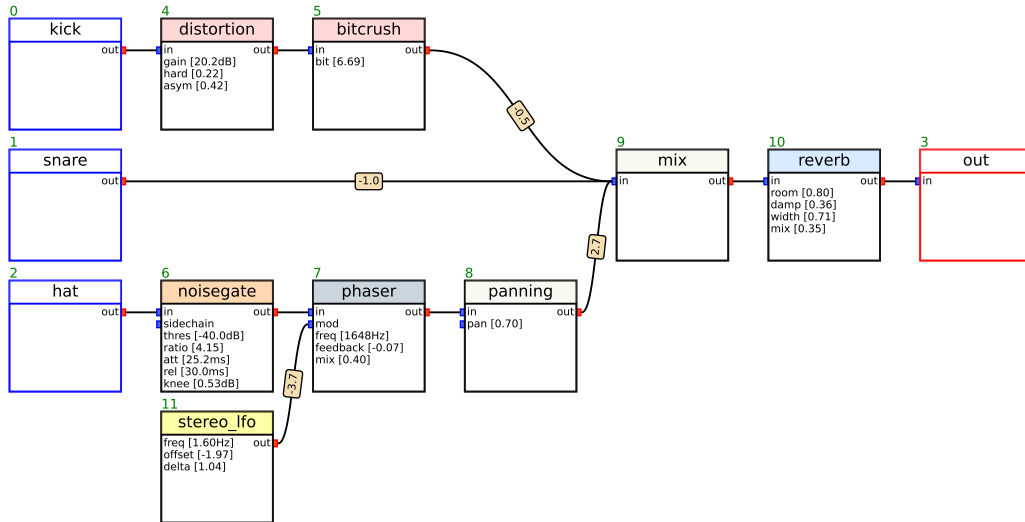 0
kick
out
4
distortion
in out
gain [20.2dB]
hard [0.22]
asym [0.42]
5
bitcrush
in out
bit [6.69]
-0.5
1
snare
out
-1.0
9
mix
in out
10
reverb
in out
room [0.80]
damp [0.36]
width [0.71]
mix [0.35]
3
out
in
2
hat
out
6
noisegate
in out
sidechain
thres [-40.0dB]
ratio [4.15]
att [25.2ms]
rel [30.0ms]
knee [0.53dB]
7
phaser
in out
mod
freq [1648Hz]
feedback [-0.07]
mix [0.40]
8
panning
in out
pan [0.70]
2.7
11
stereo_lfo
freq [1.60Hz] out
offset [-1.97]
delta [1.04]
-3.7